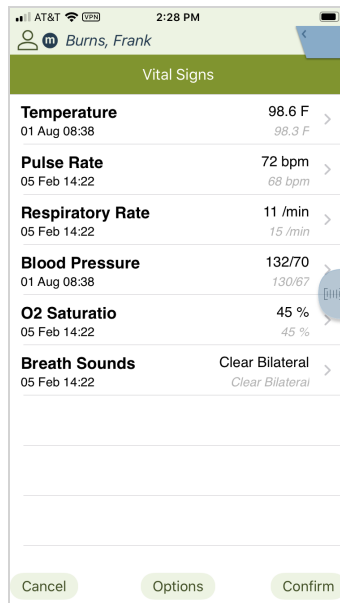 AT&T VPN 2:28 PM
m Burns, Frank
Vital Signs
Temperature 98.6 F
01 Aug 08:38 98.3 F
Pulse Rate 72 bpm
05 Feb 14:22 68 bpm
Respiratory Rate 11 /min
05 Feb 14:22 15 /min
Blood Pressure 132/70
01 Aug 08:38 130/67
O2 Saturatio 45 %
05 Feb 14:22 45 %
Breath Sounds Clear Bilateral
05 Feb 14:22 Clear Bilateral
Cancel Options Confirm